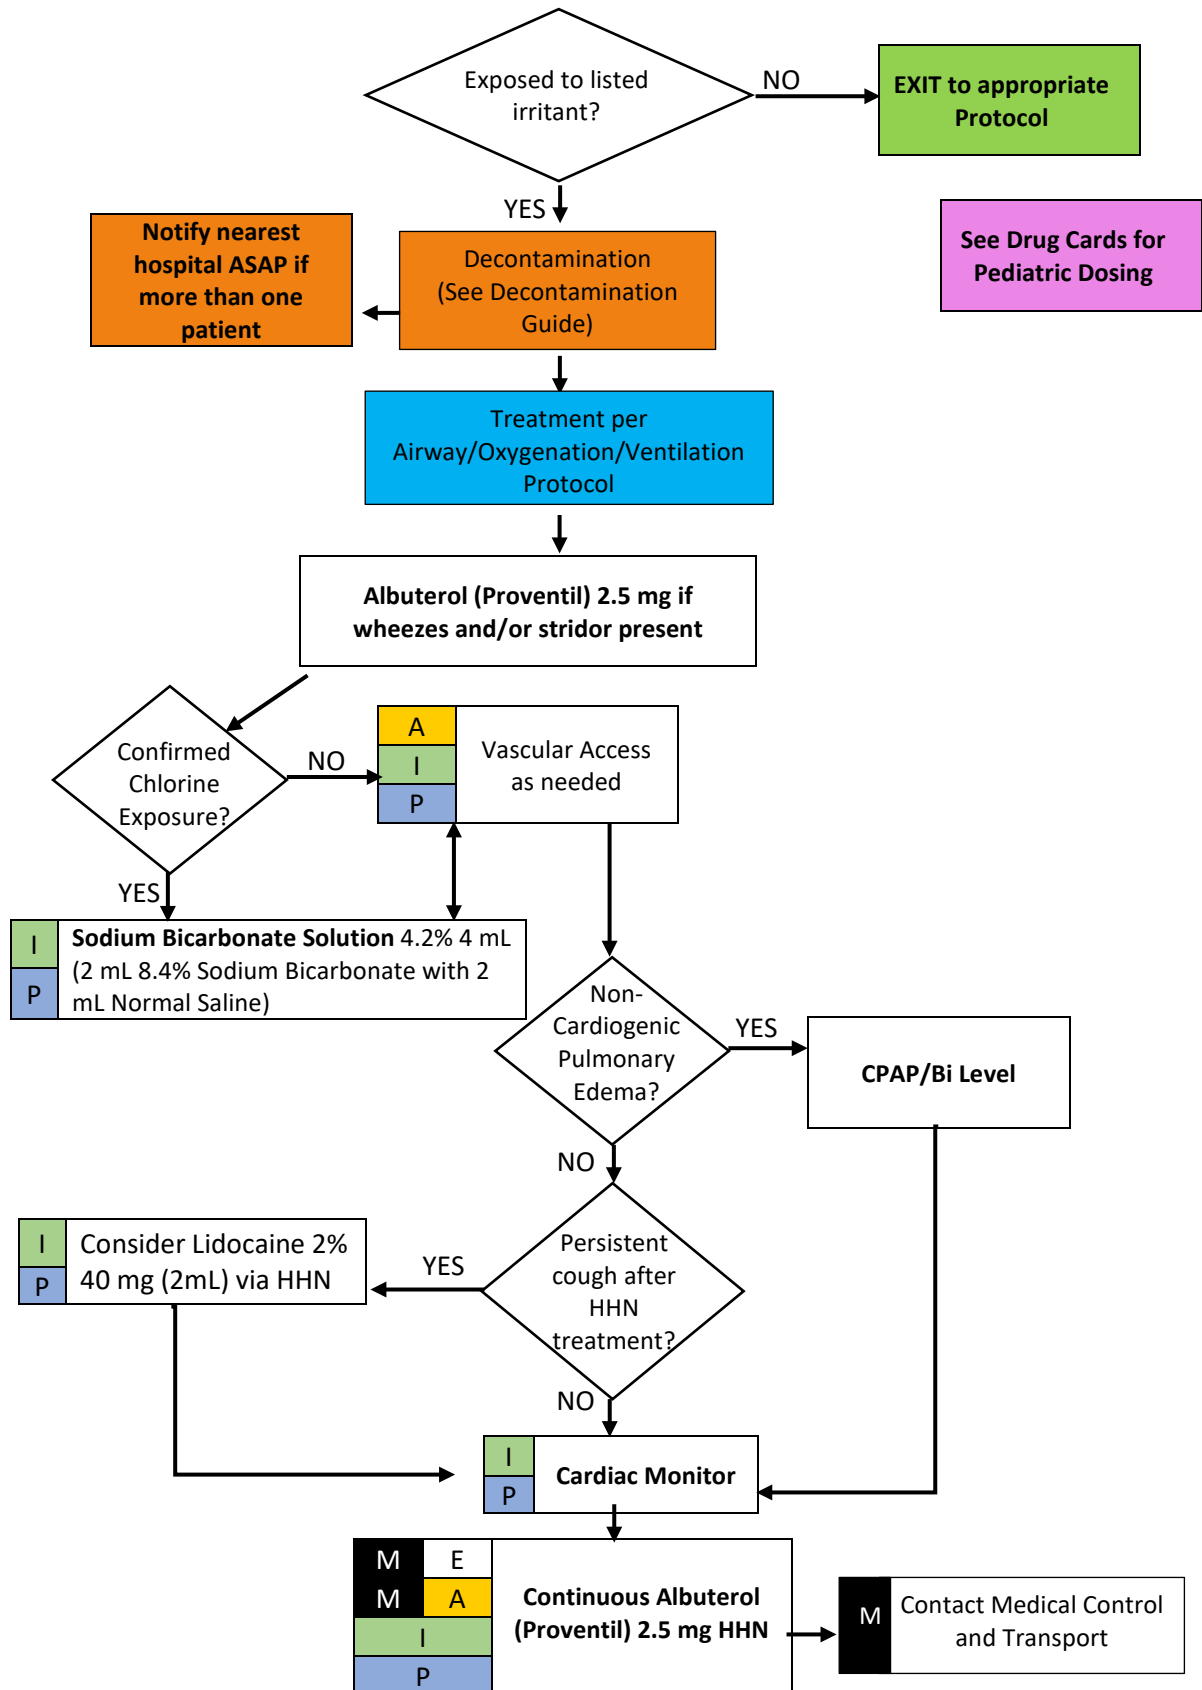 Exposed to listed
irritant?
NO
EXIT to appropriate
Protocol
YES
Notify nearest
hospital ASAP if
more than one
patient
Decontamination
(See Decontamination
Guide)
See Drug Cards for
Pediatric Dosing
Treatment per
Airway/Oxygenation/Ventilation
Protocol
Albuterol (Proventil) 2.5 mg if
wheezes and/or stridor present
Confirmed
Chlorine
Exposure?
NO
A
I
P
Vascular Access
as needed
YES
I
P
Sodium Bicarbonate Solution 4.2% 4 mL
(2 mL 8.4% Sodium Bicarbonate with 2
mL Normal Saline)
Non-
Cardiogenic
Pulmonary
Edema?
YES
CPAP/Bi Level
NO
Persistent
cough after
HHN
treatment?
YES
I
P
Consider Lidocaine 2%
40 mg (2mL) via HHN
NO
I
P
Cardiac Monitor
M E
M A
I
P
Continuous Albuterol
(Proventil) 2.5 mg HHN
M
Contact Medical Control
and Transport